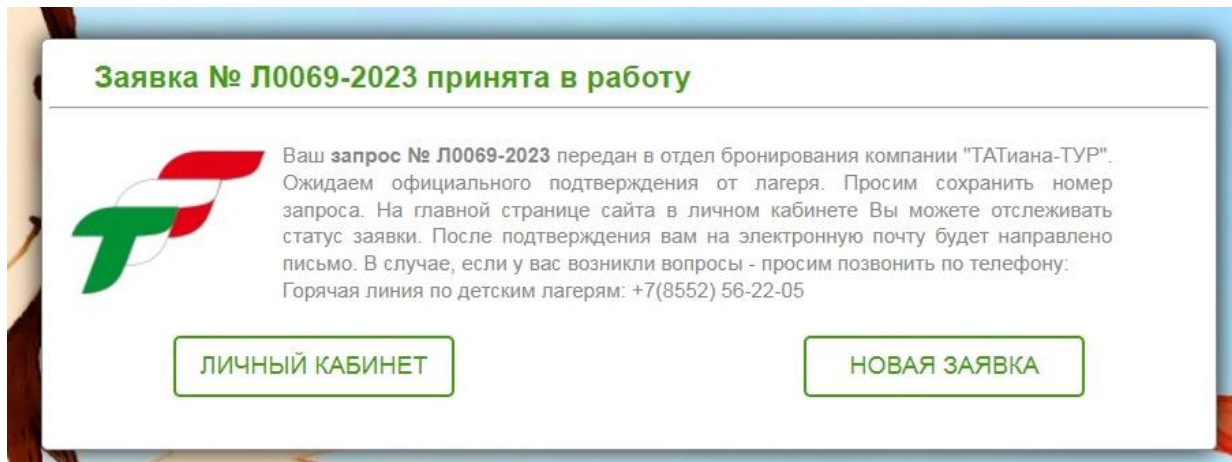 Заявка № Л0069-2023 принята в работу
Ваш запрос № Л0069-2023 передан в отдел бронирования компании "ТАТиана-ТУР".
Ожидаем официального подтверждения от лагеря. Просим сохранить номер
запроса. На главной странице сайта в личном кабинете Вы можете отслеживать
статус заявки. После подтверждения вам на электронную почту будет направлено
письмо. В случае, если у вас возникли вопросы - просим позвонить по телефону:
Горячая линия по детским лагерям: +7(8552) 56-22-05
ЛИЧНЫЙ КАБИНЕТ
НОВАЯ ЗАЯВКА